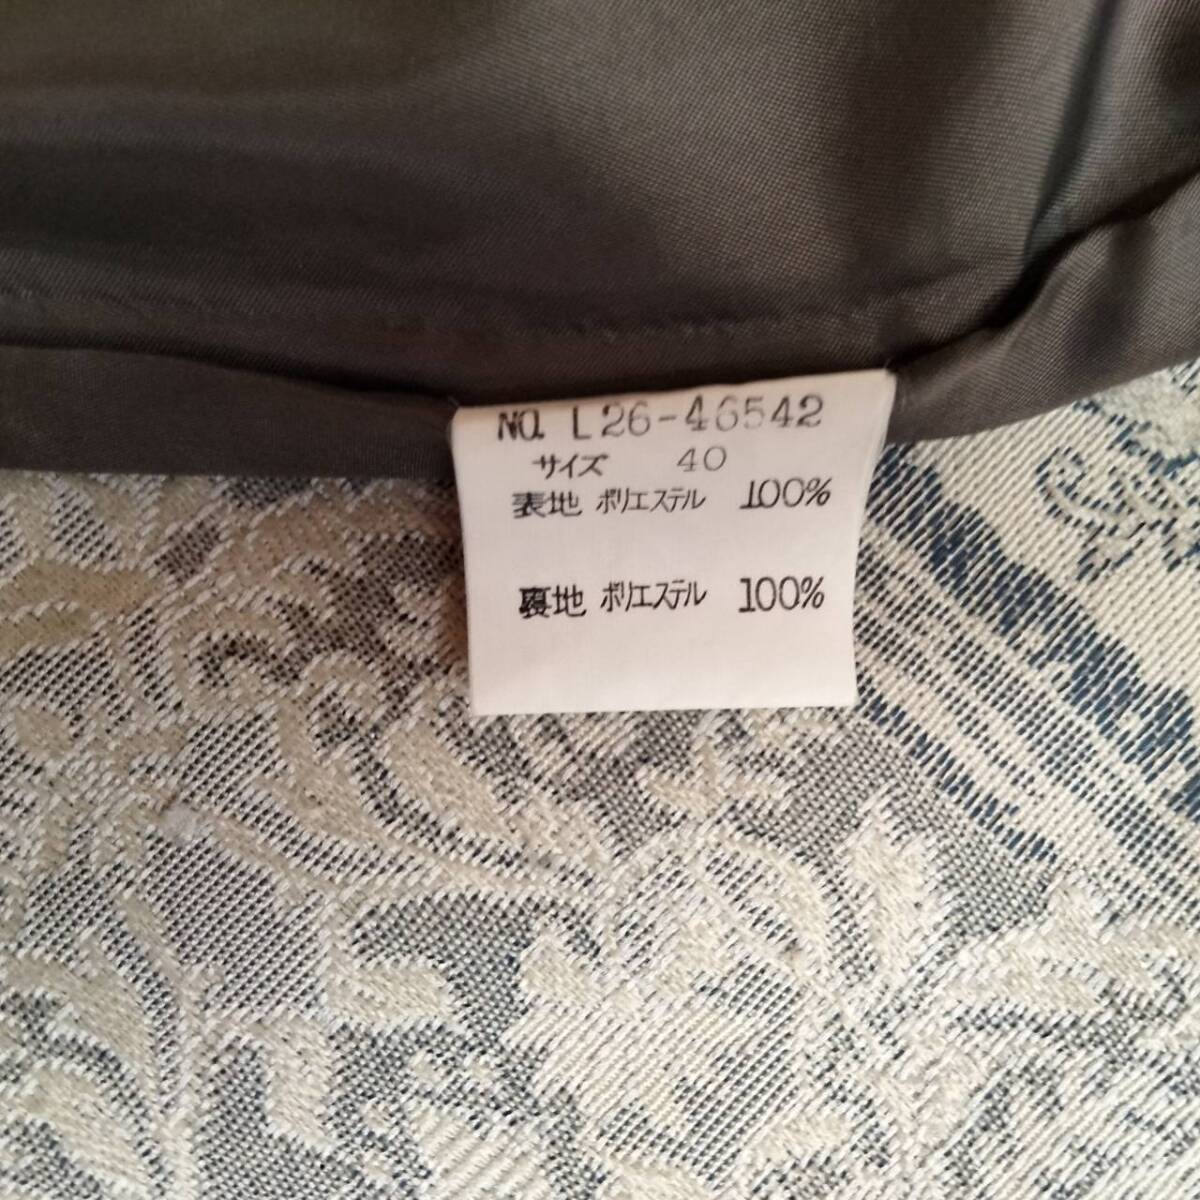 NO. L26-46542
サイズ 40
表地 ポリエステル 100%
裏地 ポリエステル 100%